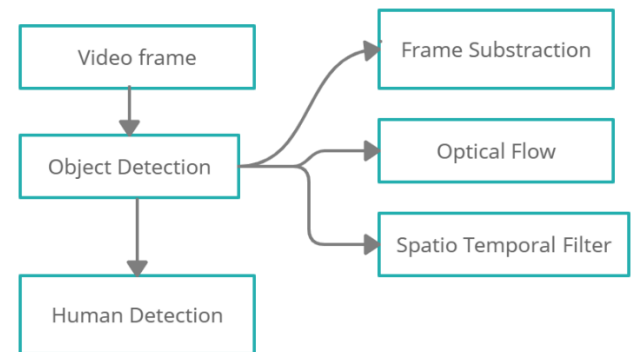 Video frame
Object Detection
Human Detection
Frame Substraction
Optical Flow
Spatio Temporal Filter